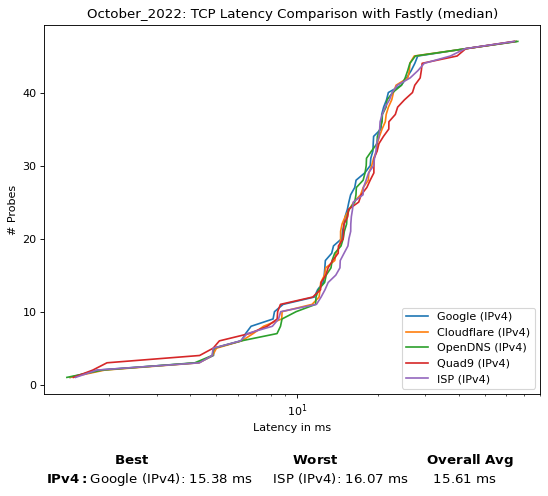 October_2022: TCP Latency Comparison with Fastly (median)
# Probes
40
30
20
10
0
Google (IPv4)
Cloudflare (IPv4)
OpenDNS (IPv4)
Quad9 (IPv4)
ISP (IPv4)
10¹
Latency in ms
Best Worst Overall Avg
IPv4: Google (IPv4): 15.38 ms ISP (IPv4): 16.07 ms 15.61 ms